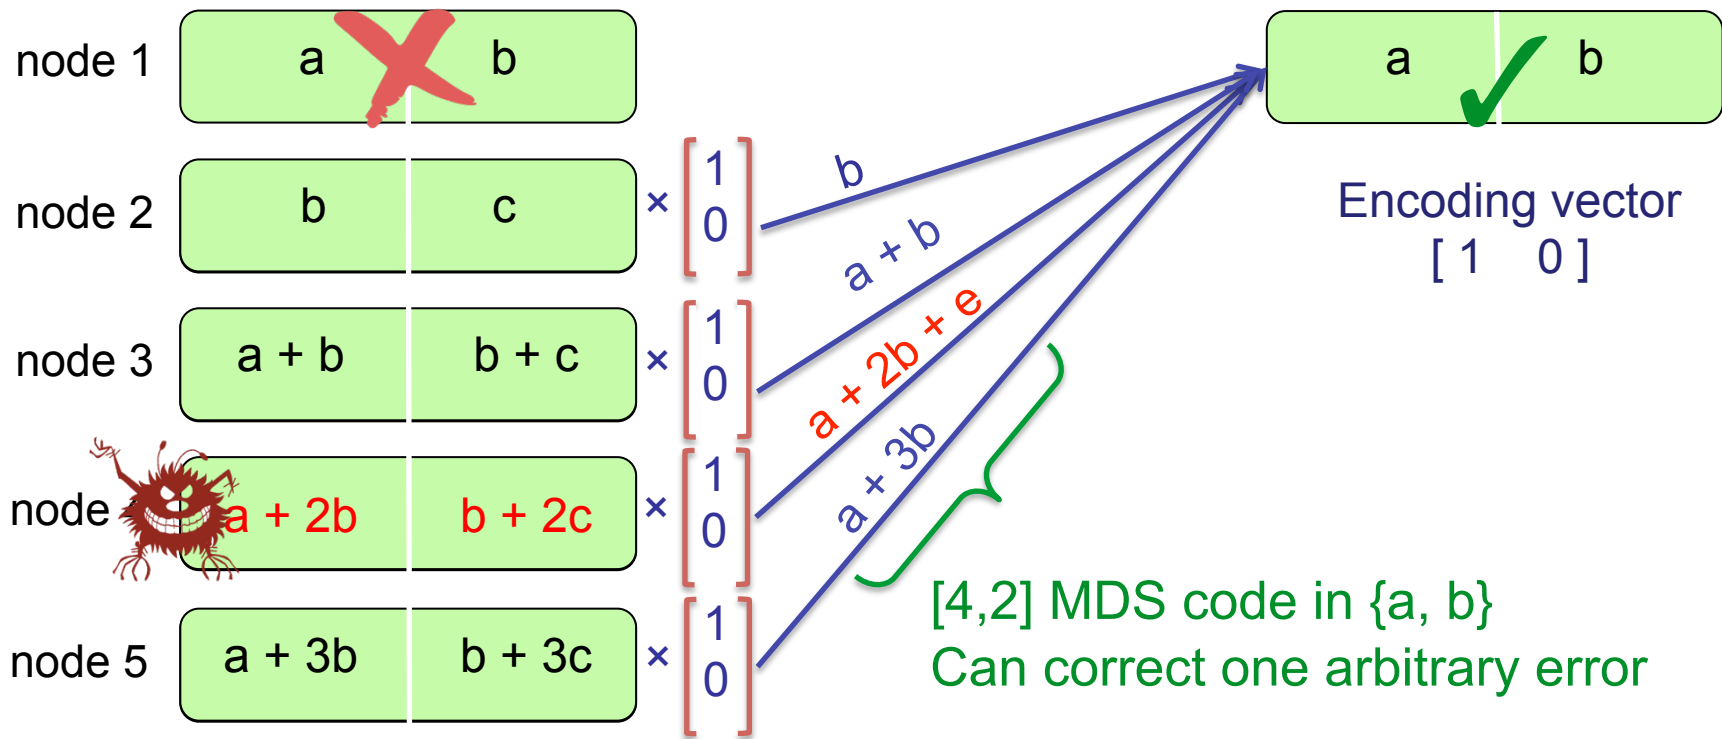 node 1
a b
node 2
b c
× [ 1 0 ]
node 3
a + b b + c
× [ 1 0 ]
node
a + 2b b + 2c
× [ 1 0 ]
node 5
a + 3b b + 3c
× [ 1 0 ]
b
a + b
a + 2b + e
a + 3b
a b
Encoding vector
[ 1 0 ]
[4,2] MDS code in {a, b}
Can correct one arbitrary error